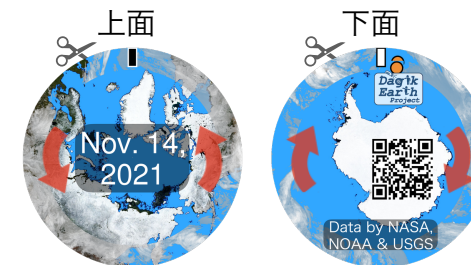 上面
下面
Nov. 14,
2021
Dagik
Earth
Project
Data by NASA,
NOAA & USGS